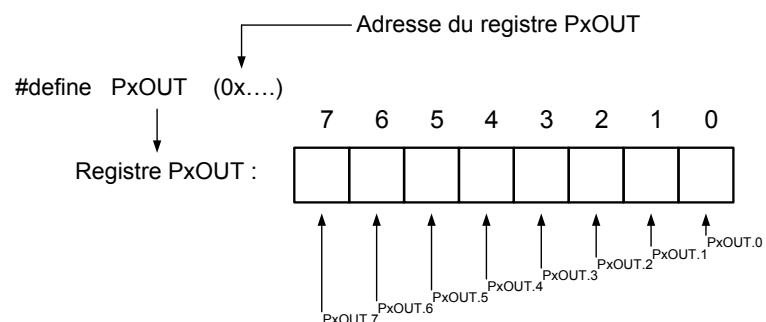 Adresse du registre PxOUT
#define PxOUT (0x....)
7 6 5 4 3 2 1 0
Registre PxOUT :
PxOUT.0
PxOUT.1
PxOUT.2
PxOUT.3
PxOUT.4
PxOUT.5
PxOUT.6
PxOUT.7